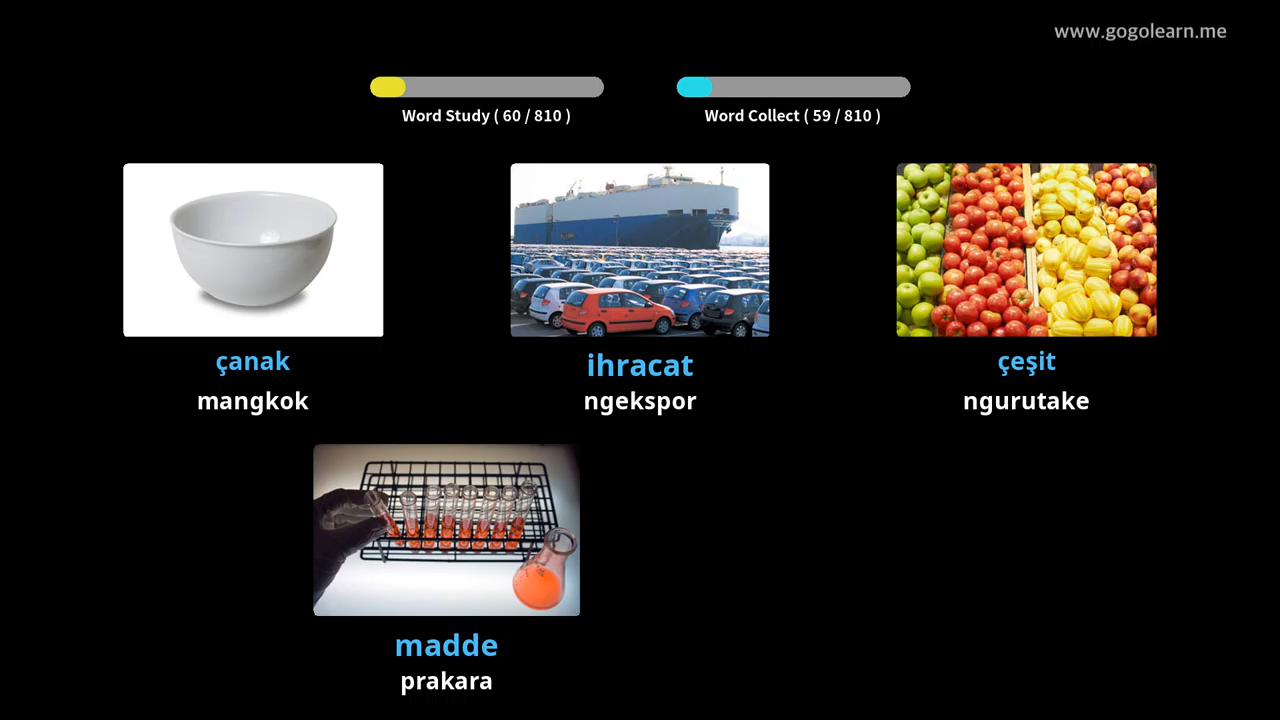 www.gogolearn.me
Word Study ( 60 / 810 )
Word Collect ( 59 / 810 )
çanak
mangkok
ihracat
ngekspor
çeşit
ngurutake
madde
prakara